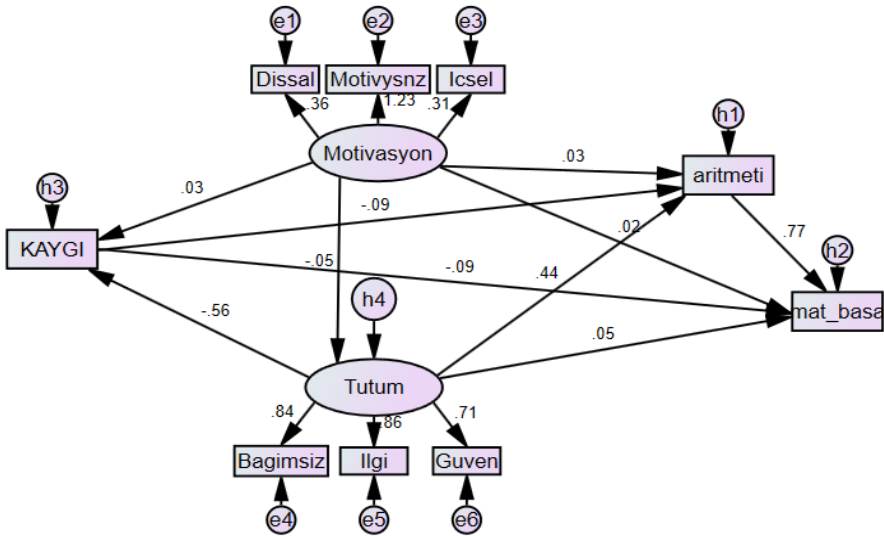 e1 e2 e3
Dissal Motivysnz Icsel
.36 1.23 .31
h1
Motivasyon
.03
aritmeti
h3
.03
-.09
.02
.77
h2
KAYGI
-.05
-.09
.44
h4
mat_basa
-.56
.05
Tutum
.84 .86 .71
Bagimsiz Ilgi Guven
e4 e5 e6